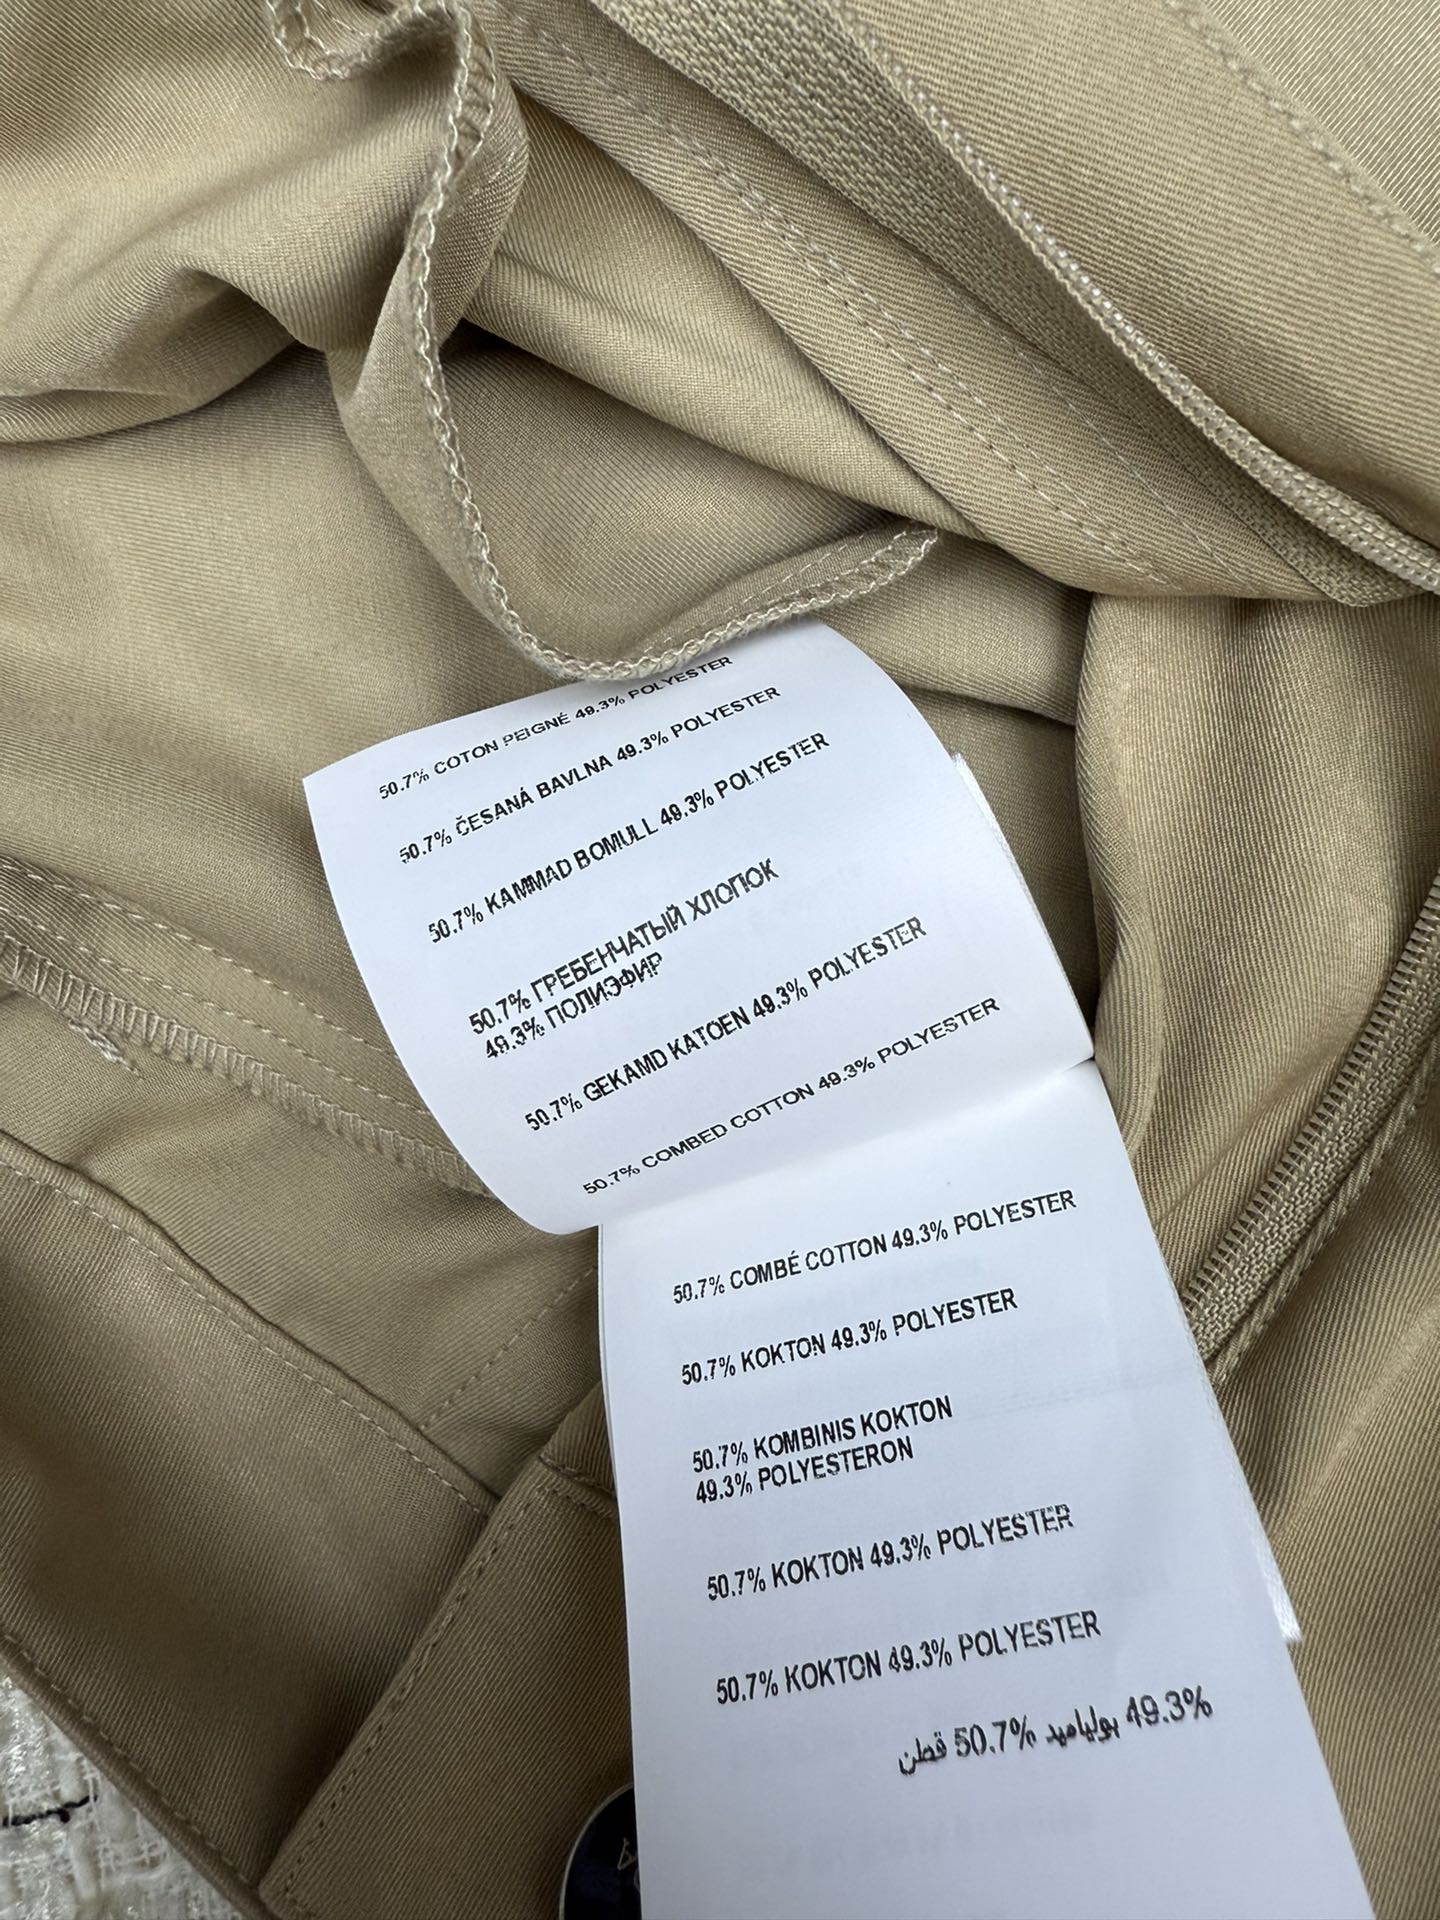 50.7% COTON PEIGNÉ 49.3% POLYESTER
50.7% ČESANÁ BAVLNA 49.3% POLYESTER
50.7% KAMMAD BOMULL 49.3% POLYESTER
50.7% ГРЕБЕНЧАТЫЙ ХЛОПОК
49.3% ПОЛИЭФИР
50.7% GEKAMD KATOEN 49.3% POLYESTER
50.7% COMBED COTTON 49.3% POLYESTER
50.7% COMBÉ COTTON 49.3% POLYESTER
50.7% KOKTON 49.3% POLYESTER
50.7% KOMBINIS KOKTON
49.3% POLYESTERON
50.7% KOKTON 49.3% POLYESTER
50.7% KOKTON 49.3% POLYESTER
49.3% بولياميد 50.7% قطن